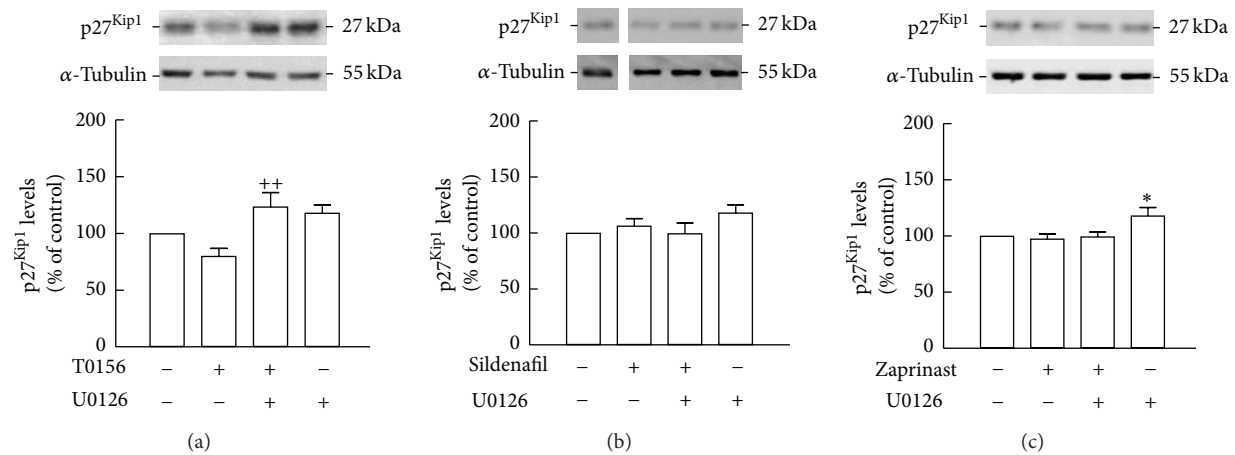 p27Kip1 27 kDa
α-Tubulin 55 kDa
200
150
100
50
0
p27Kip1 levels
(% of control)
++
T0156 − + + −
U0126 − − + +
(a)
p27Kip1 27 kDa
α-Tubulin 55 kDa
200
150
100
50
0
p27Kip1 levels
(% of control)
Sildenafil − + + −
U0126 − − + +
(b)
p27Kip1 27 kDa
α-Tubulin 55 kDa
200
150
100
50
0
p27Kip1 levels
(% of control)
*
Zaprinast − + + −
U0126 − − + +
(c)